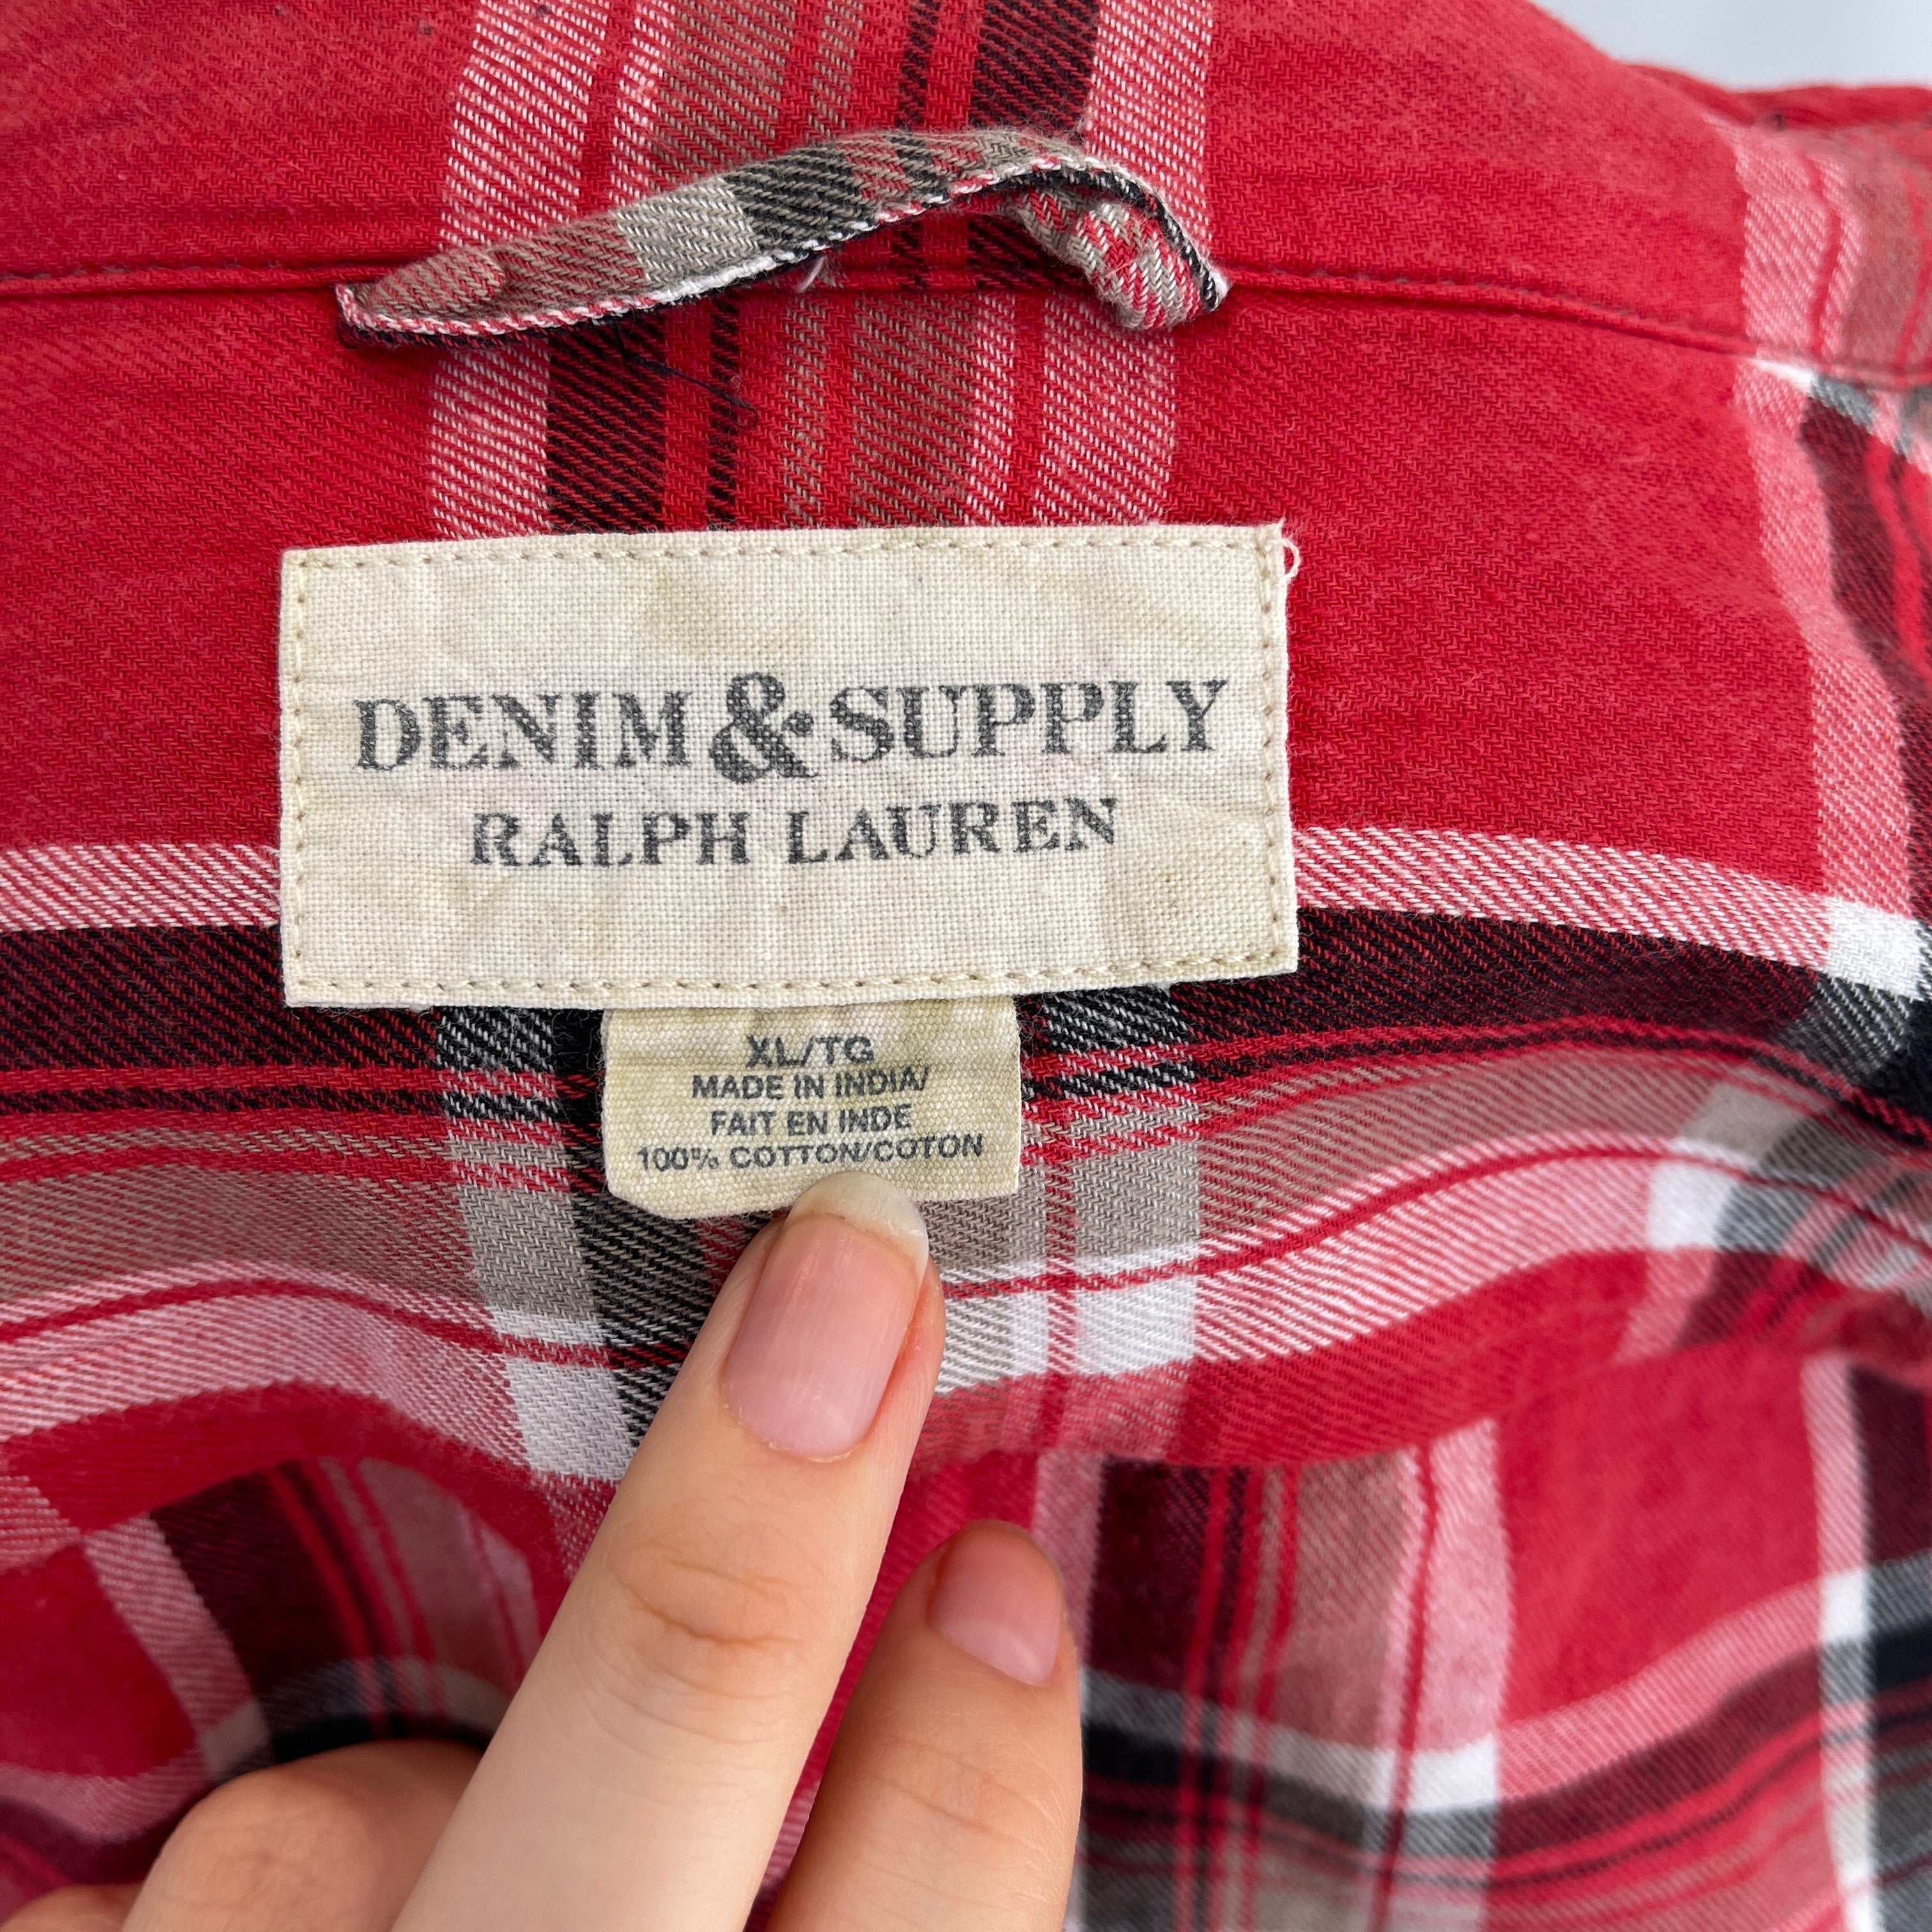 DENIM & SUPPLY
RALPH LAUREN
XL/TG
MADE IN INDIA/
FAIT EN INDE
100% COTTON/COTON